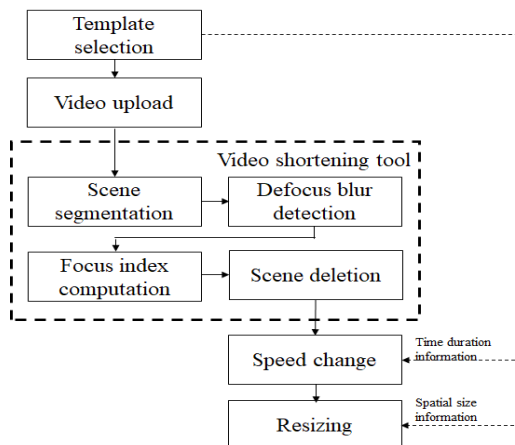 Template
selection
Video upload
Video shortening tool
Scene
segmentation
Defocus blur
detection
Focus index
computation
Scene deletion
Speed change
Time duration
information
Resizing
Spatial size
information